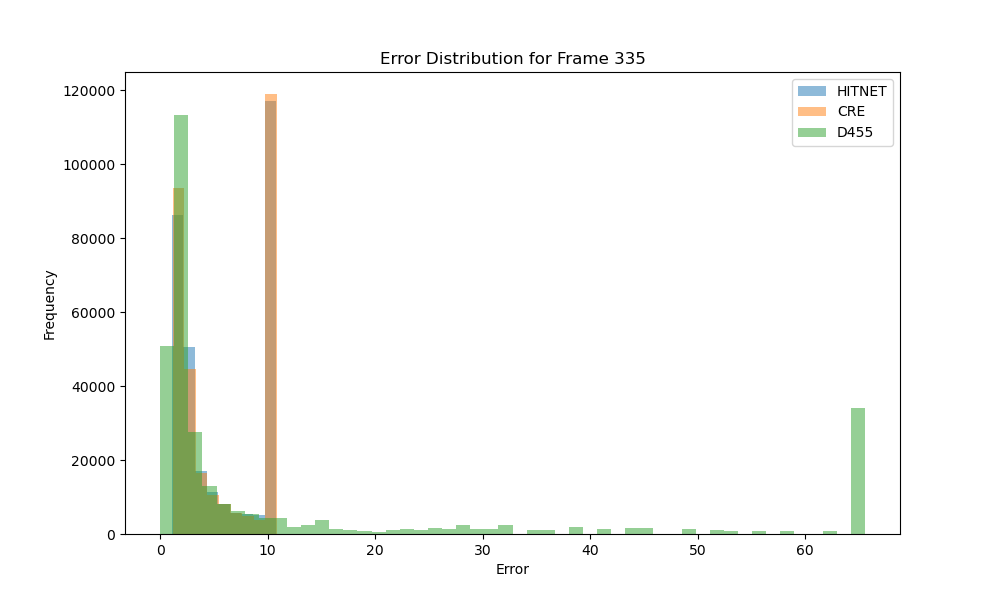 Error Distribution for Frame 335
HITNET
CRE
D455
120000
100000
80000
60000
40000
20000
0
Frequency
0 10 20 30 40 50 60
Error